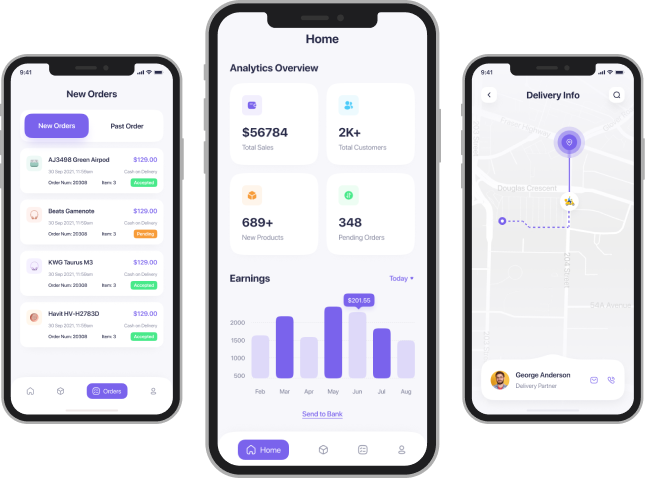 9:41
New Orders
New Orders
Past Order
AJ3498 Green Airpod $129.00
30 Sep 2021, 11:59am Cash on Delivery
Order Num: 20308 Item: 3 Accepted
Beats Gamenote $129.00
30 Sep 2021, 11:59am Cash on Delivery
Order Num: 20308 Item: 3 Pending
KWG Taurus M3 $129.00
30 Sep 2021, 11:59am Cash on Delivery
Order Num: 20308 Item: 3 Accepted
Havit HV-H2783D $129.00
30 Sep 2021, 11:59am Cash on Delivery
Order Num: 20308 Item: 3 Accepted
Orders
Home
Analytics Overview
$56784
Total Sales
2K+
Total Customers
689+
New Products
348
Pending Orders
Earnings
Today
$201.55
2000
1500
1000
500
Feb Mar Apr May Jun Jul Aug
Send to Bank
Home
9:41
Delivery Info
Douglas Crescent
204 Street
54A Avenue
George Anderson
Delivery Partner